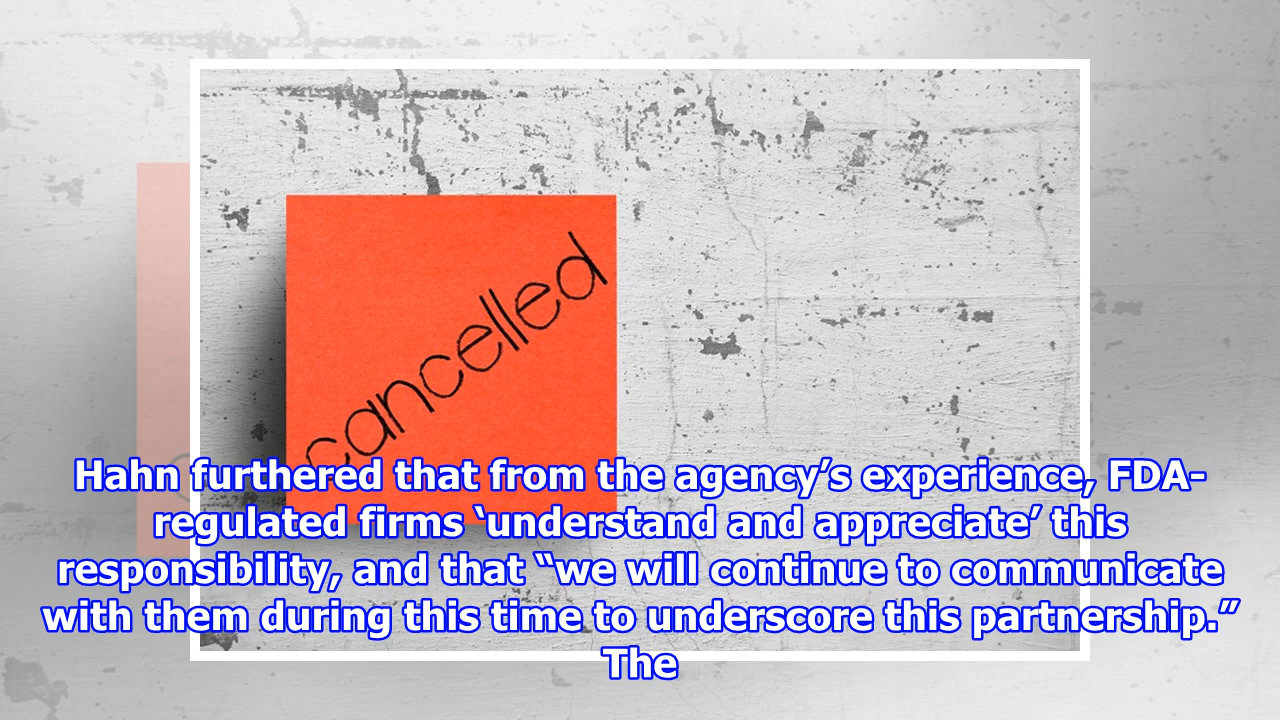 cancelled
Hahn furthered that from the agency’s experience, FDA-
regulated firms ‘understand and appreciate’ this
responsibility, and that “we will continue to communicate
with them during this time to underscore this partnership.”
The